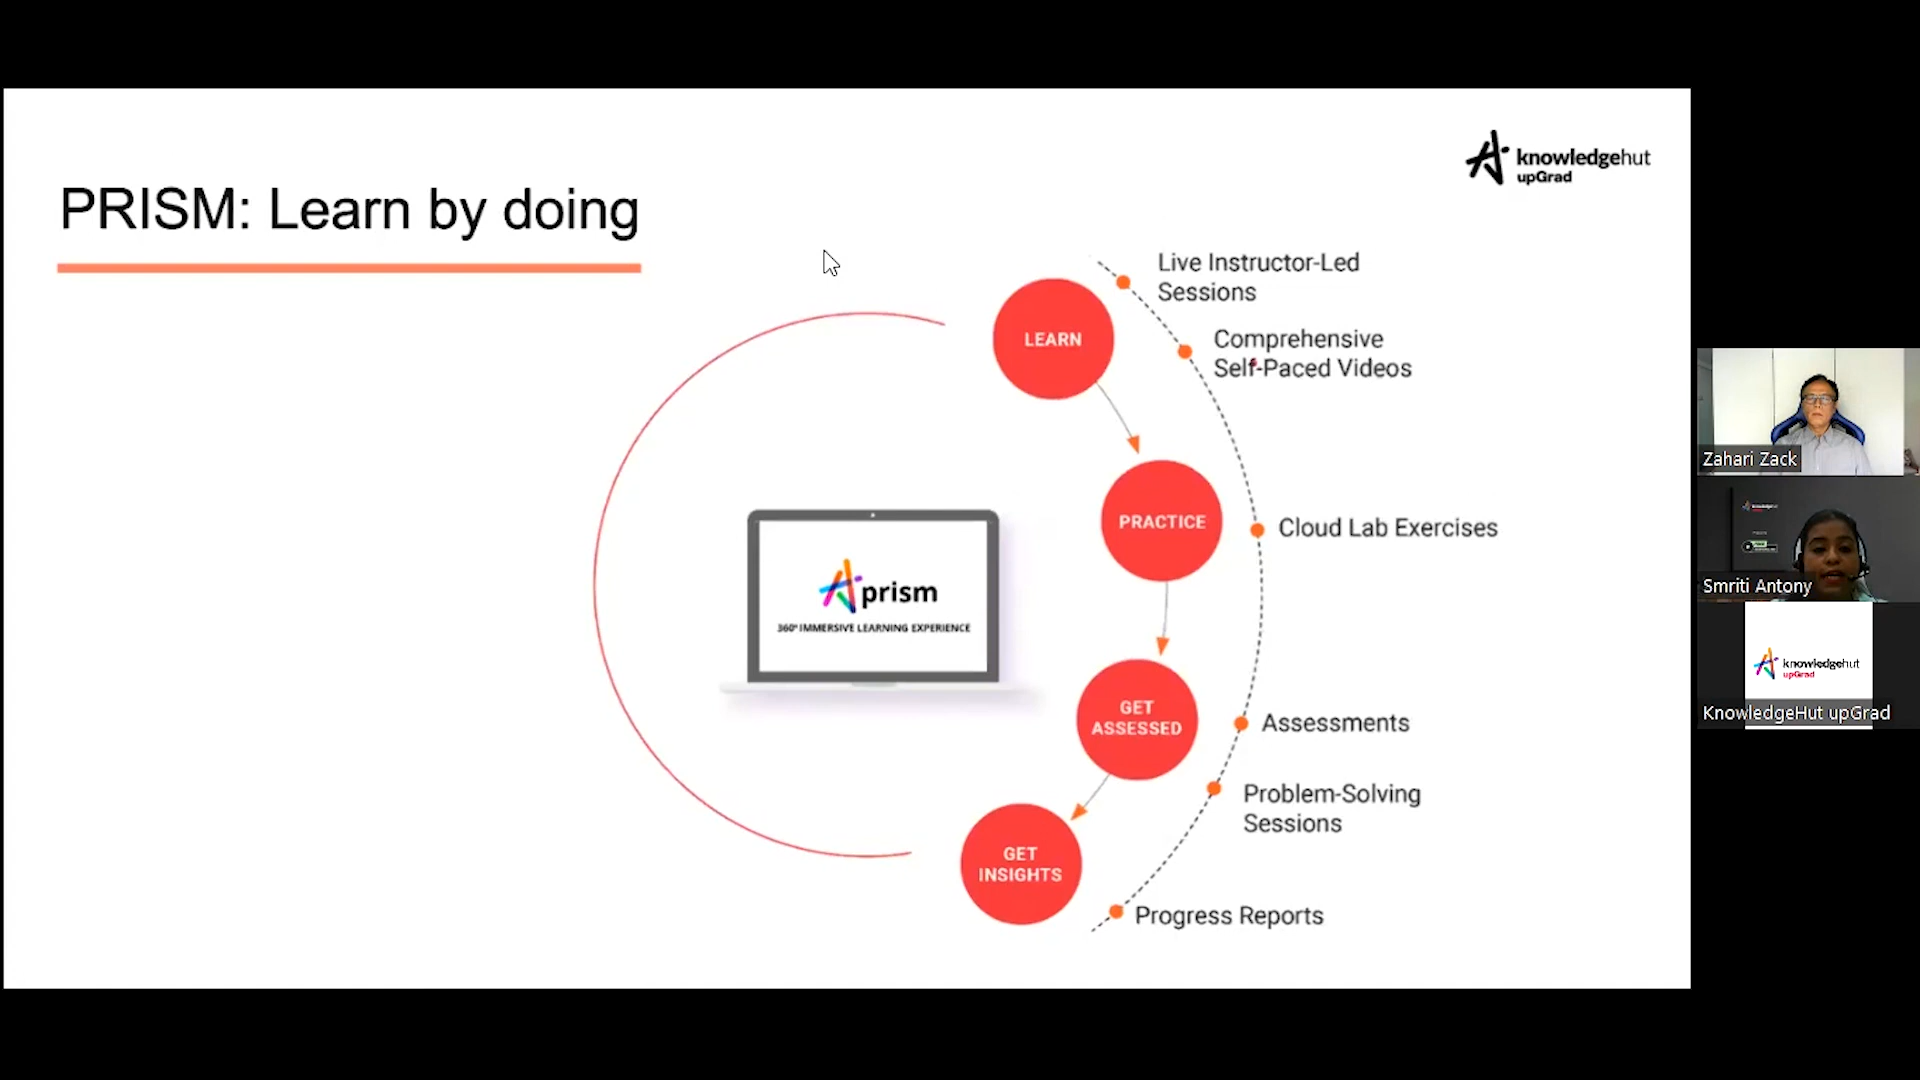 knowledgehut
upGrad
PRISM: Learn by doing
Live Instructor-Led
Sessions
LEARN
Comprehensive
Self-Paced Videos
PRACTICE
Cloud Lab Exercises
prism
360° IMMERSIVE LEARNING EXPERIENCE
GET
ASSESSED
Assessments
Problem-Solving
Sessions
GET
INSIGHTS
Progress Reports
Zahari Zack
Smriti Antony
knowledgehut
upGrad
KnowledgeHut upGrad